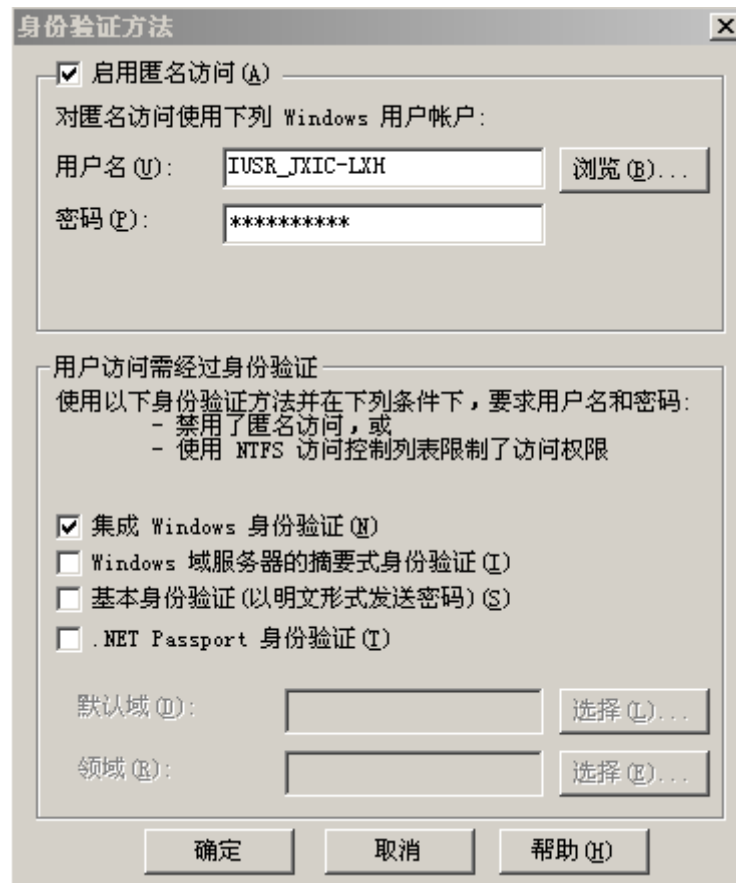 身份验证方法
启用匿名访问(A)
对匿名访问使用下列 Windows 用户帐户:
用户名(U): IUSR_JXIC-LXH 浏览(B)...
密码(P): **********
用户访问需经过身份验证
使用以下身份验证方法并在下列条件下，要求用户名和密码:
- 禁用了匿名访问，或
- 使用 NTFS 访问控制列表限制了访问权限
集成 Windows 身份验证(N)
Windows 域服务器的摘要式身份验证(I)
基本身份验证(以明文形式发送密码)(S)
.NET Passport 身份验证(T)
默认域(D): 选择(L)...
领域(R): 选择(E)...
确定 取消 帮助(H)